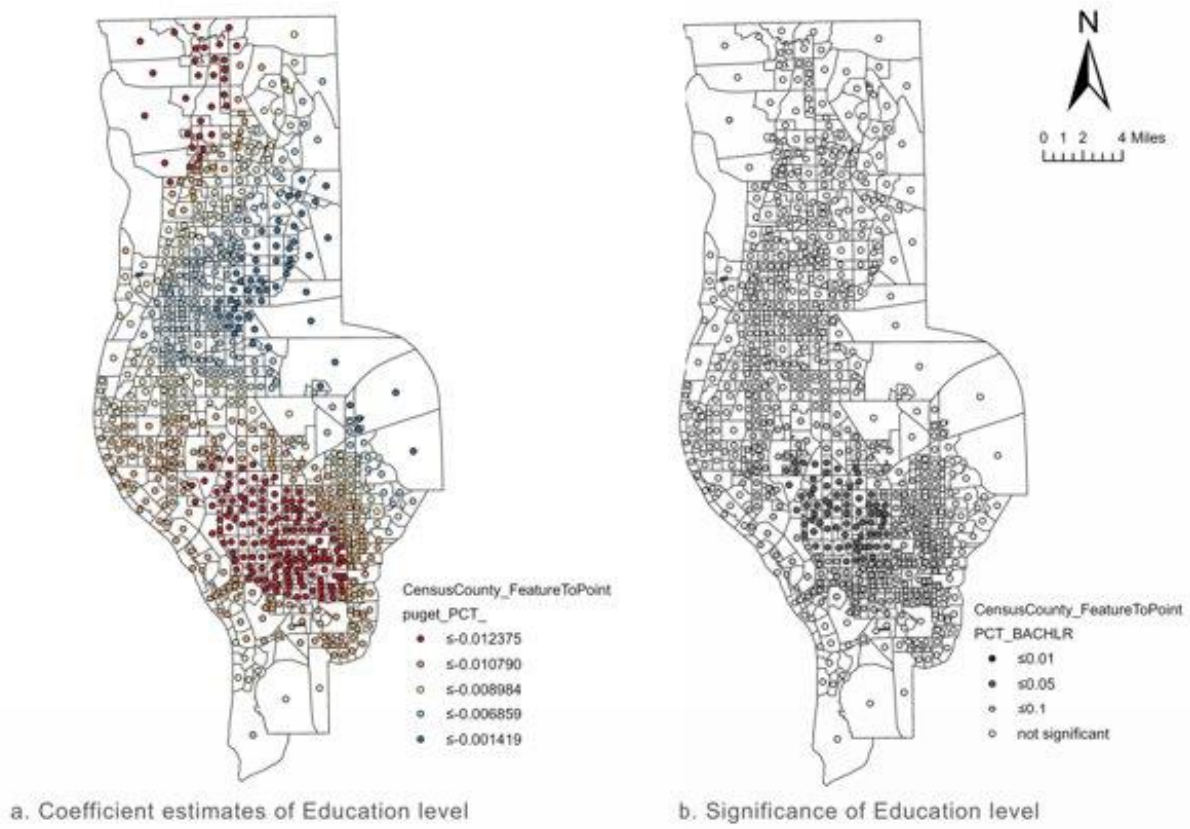 N
0 1 2 4 Miles
CensusCounty_FeatureToPoint
puget_PCT_
≤-0.012375
≤-0.010790
≤-0.008984
≤-0.006859
≤-0.001419
CensusCounty_FeatureToPoint
PCT_BACHLR
≤0.01
≤0.05
≤0.1
not significant
a. Coefficient estimates of Education level
b. Significance of Education level